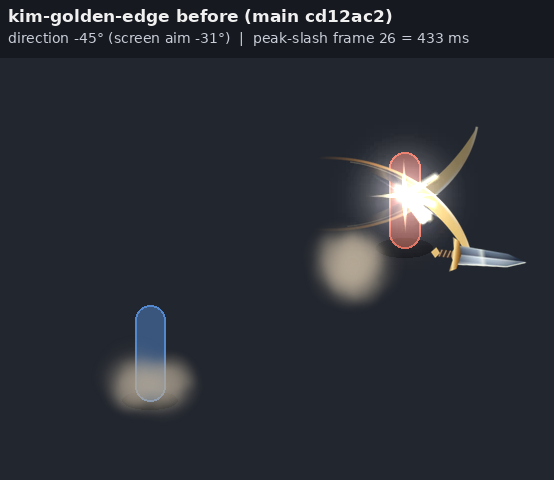 kim-golden-edge before (main cd12ac2)
direction -45° (screen aim -31°)  |  peak-slash frame 26 = 433 ms